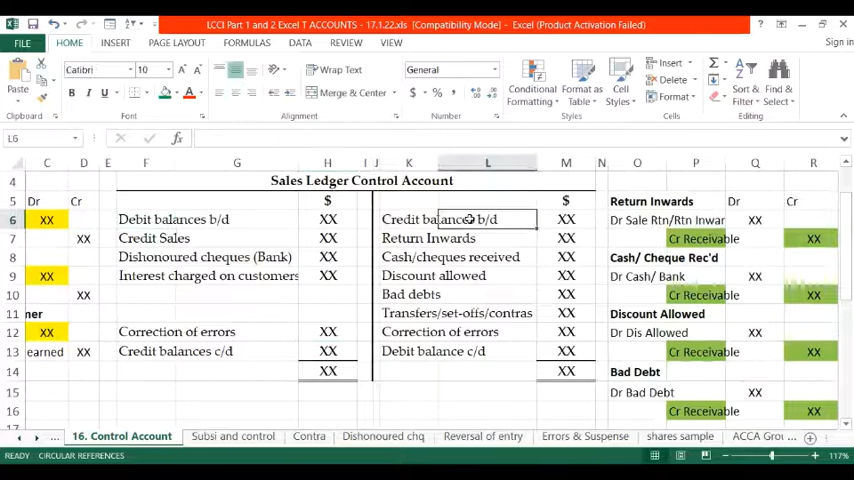 LCCI Part 1 and 2 Excel T ACCOUNTS - 17.1.22.xls [Compatibility Mode] - Excel (Product Activation Failed)
FILE HOME INSERT PAGE LAYOUT FORMULAS DATA REVIEW VIEW Sign in
Paste
Calibri 10 Wrap Text General Insert
Merge & Center Conditional Formatting Format as Table Cell Styles Delete Sort & Filter Find & Select
Format
Clipboard Font Alignment Number Styles Cells Editing
L6
C D E F G H I J K L M N O P Q R
4 Sales Ledger Control Account
5 Dr Cr $ $ Return Inwards Dr Cr
6 XX Debit balances b/d XX Credit balances b/d XX Dr Sale Rtn/Rtn Inwar XX
7 XX Credit Sales XX Return Inwards XX Cr Receivable XX
8 Dishonoured cheques (Bank) XX Cash/cheques received XX Cash/ Cheque Rec'd
9 XX Interest charged on customers XX Discount allowed XX Dr Cash/ Bank XX
10 XX Bad debts XX Cr Receivable XX
11 ner Transfers/set-offs/contras XX Discount Allowed
12 XX Correction of errors XX Correction of errors XX Dr Dis Allowed XX
13 earned XX Credit balances c/d XX Debit balance c/d XX Cr Receivable XX
14 XX XX Bad Debt
15 Dr Bad Debt XX
16 Cr Receivable XX
16. Control Account Subsi and control Contra Dishonoured chq Reversal of entry Errors & Suspense shares sample ACCA Grou ...
READY CIRCULAR REFERENCES 117%